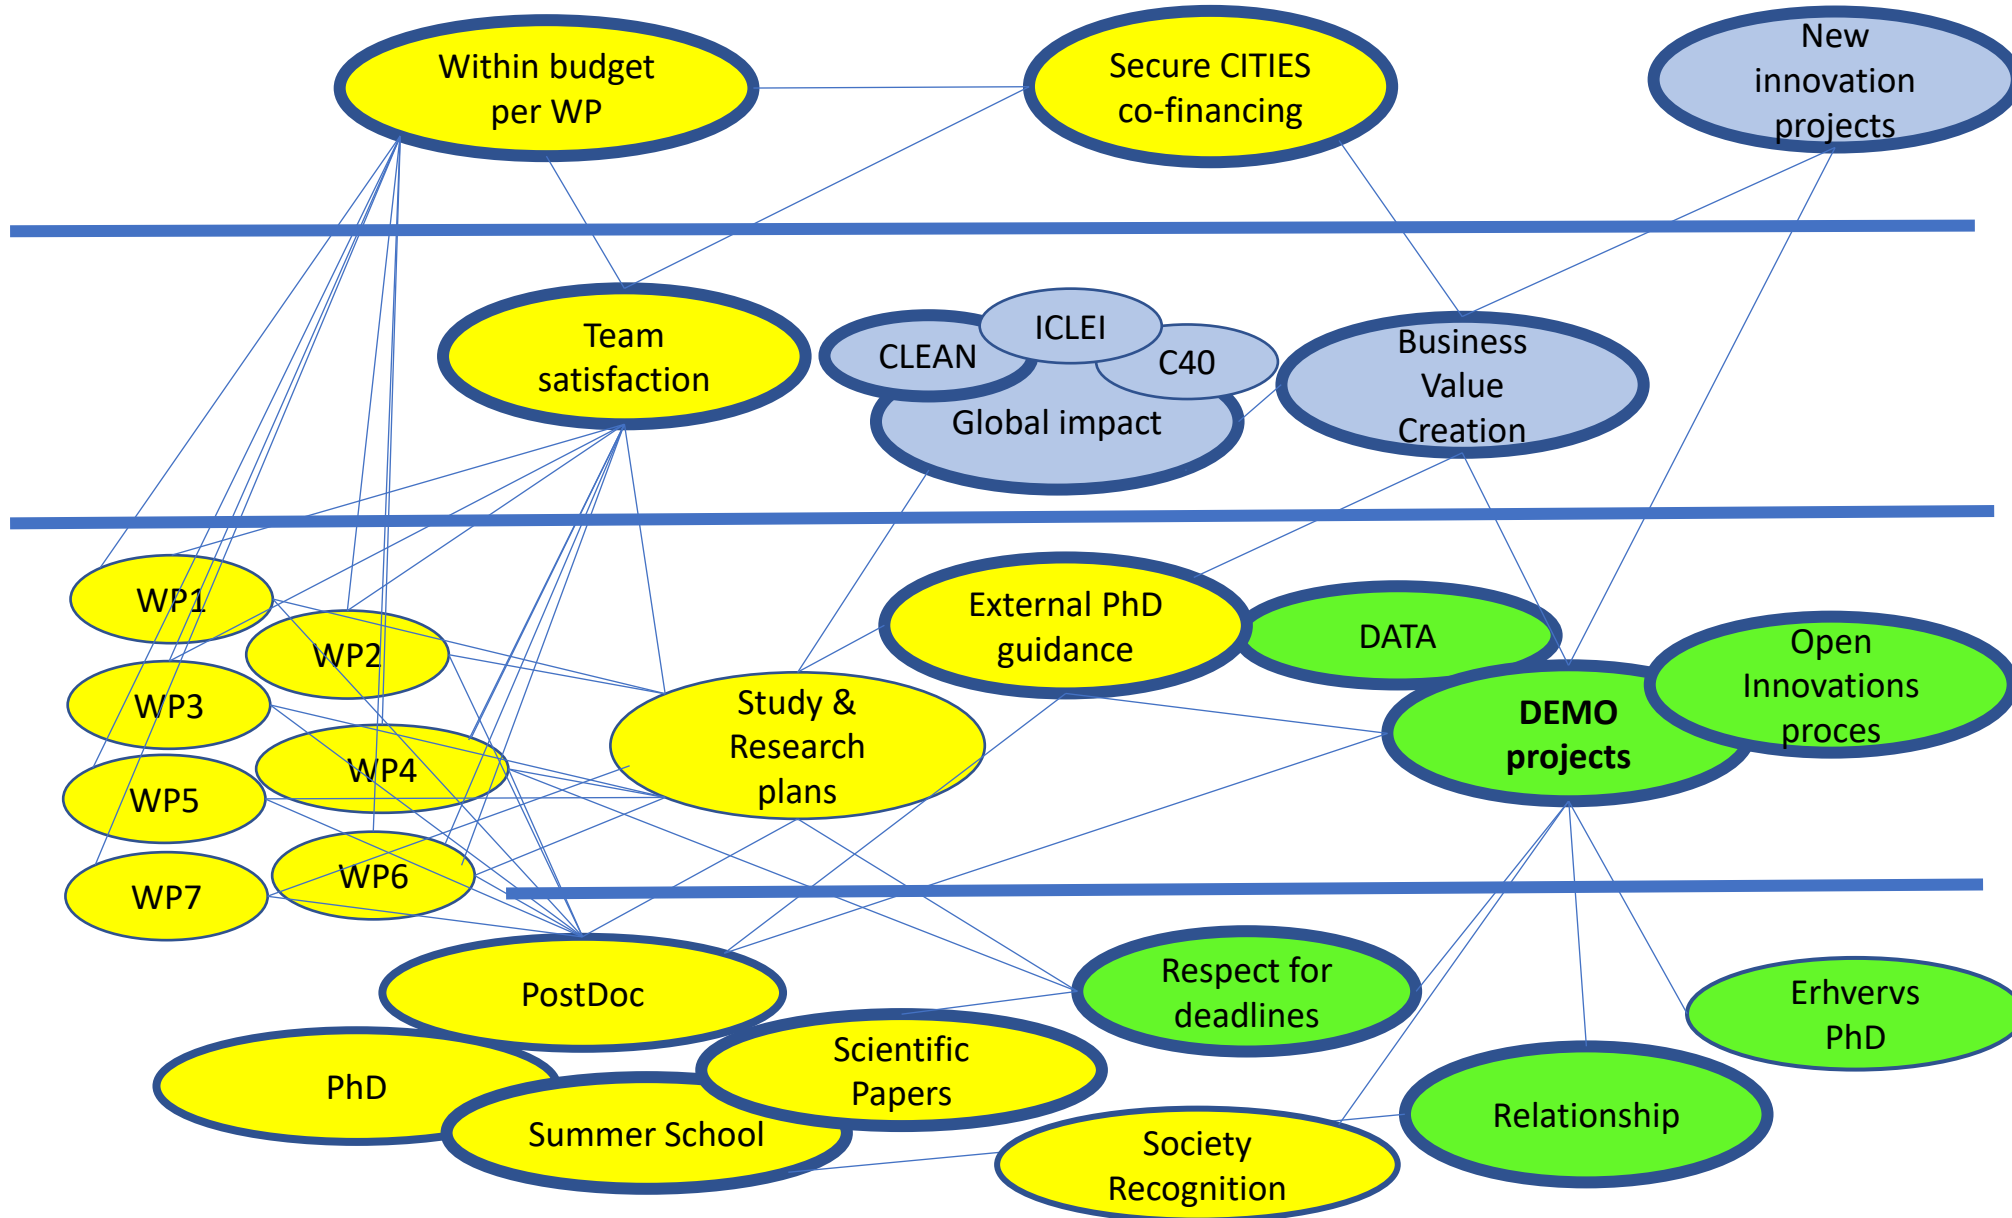 Within budget
per WP
Secure CITIES
co-financing
New
innovation
projects
Team
satisfaction
CLEAN
ICLEI
C40
Global impact
Business
Value
Creation
WP1
WP2
WP3
WP4
WP5
WP6
WP7
Study &
Research
plans
External PhD
guidance
DATA
DEMO
projects
Open
Innovations
proces
PostDoc
PhD
Summer School
Scientific
Papers
Respect for
deadlines
Society
Recognition
Relationship
Erhvervs
PhD